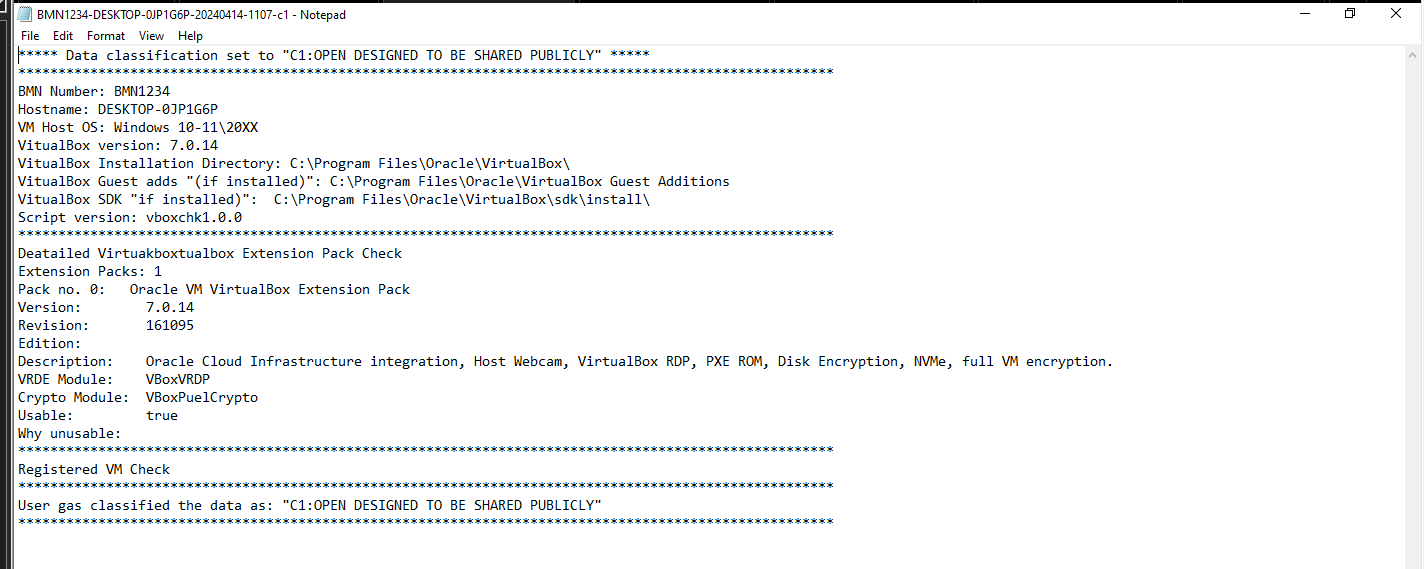 BMN1234-DESKTOP-0JP1G6P-20240414-1107-c1 - Notepad
File Edit Format View Help
***** Data classification set to "C1:OPEN DESIGNED TO BE SHARED PUBLICLY" *****
******************************************************************************************************
BMN Number: BMN1234
Hostname: DESKTOP-0JP1G6P
VM Host OS: Windows 10-11\20XX
VitualBox version: 7.0.14
VitualBox Installation Directory: C:\Program Files\Oracle\VirtualBox\
VitualBox Guest adds "(if installed)": C:\Program Files\Oracle\VirtualBox Guest Additions
VitualBox SDK "if installed)":  C:\Program Files\Oracle\VirtualBox\sdk\install\
Script version: vboxchk1.0.0
******************************************************************************************************
Deatailed Virtuakboxtualbox Extension Pack Check
Extension Packs: 1
Pack no. 0:   Oracle VM VirtualBox Extension Pack
Version:        7.0.14
Revision:       161095
Edition:
Description:    Oracle Cloud Infrastructure integration, Host Webcam, VirtualBox RDP, PXE ROM, Disk Encryption, NVMe, full VM encryption.
VRDE Module:    VBoxVRDP
Crypto Module:  VBoxPuelCrypto
Usable:         true
Why unusable:
******************************************************************************************************
Registered VM Check
******************************************************************************************************
User gas classified the data as: "C1:OPEN DESIGNED TO BE SHARED PUBLICLY"
******************************************************************************************************